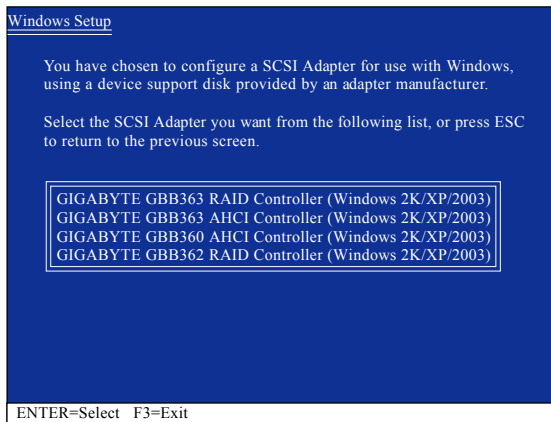 Windows Setup
You have chosen to configure a SCSI Adapter for use with Windows,
using a device support disk provided by an adapter manufacturer.
Select the SCSI Adapter you want from the following list, or press ESC
to return to the previous screen.
GIGABYTE GBB363 RAID Controller (Windows 2K/XP/2003)
GIGABYTE GBB363 AHCI Controller (Windows 2K/XP/2003)
GIGABYTE GBB360 AHCI Controller (Windows 2K/XP/2003)
GIGABYTE GBB362 RAID Controller (Windows 2K/XP/2003)
ENTER=Select F3=Exit